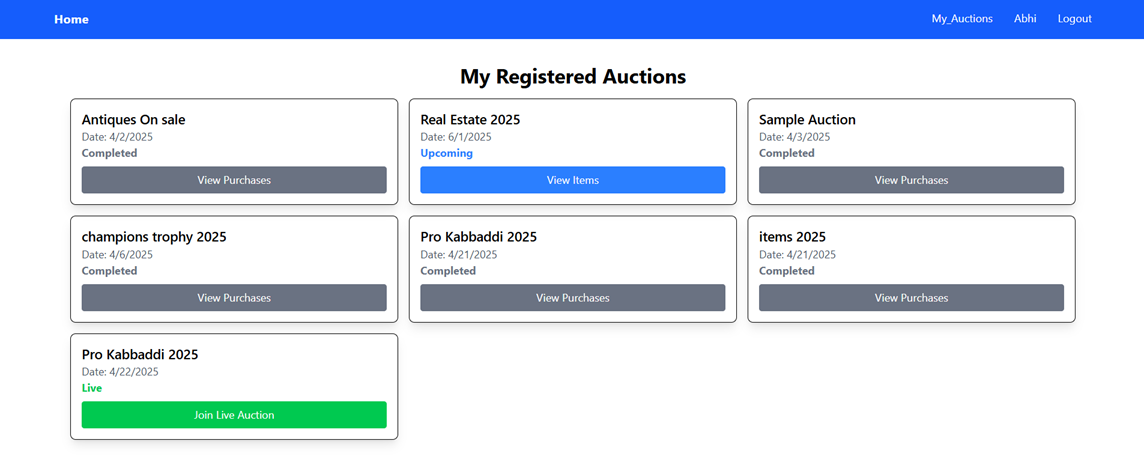 Home My_Auctions Abhi Logout
My Registered Auctions
Antiques On sale
Date: 4/2/2025
Completed
View Purchases
Real Estate 2025
Date: 6/1/2025
Upcoming
View Items
Sample Auction
Date: 4/3/2025
Completed
View Purchases
champions trophy 2025
Date: 4/6/2025
Completed
View Purchases
Pro Kabbaddi 2025
Date: 4/21/2025
Completed
View Purchases
items 2025
Date: 4/21/2025
Completed
View Purchases
Pro Kabbaddi 2025
Date: 4/22/2025
Live
Join Live Auction